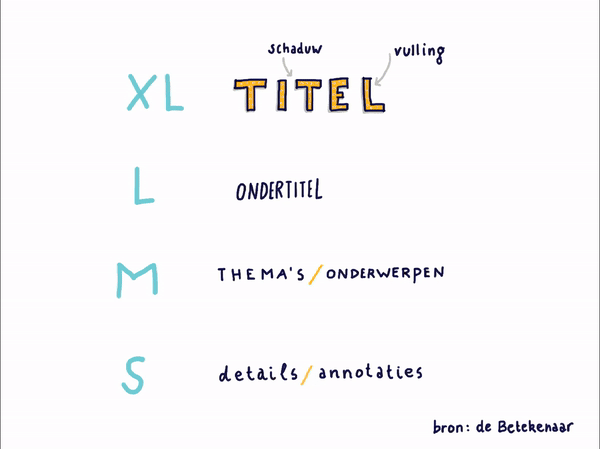 schaduw vulling
XL TITEL
L ONDERTITEL
M THEMA'S/ONDERWERPEN
S details/annotaties
bron: de Betekenaar